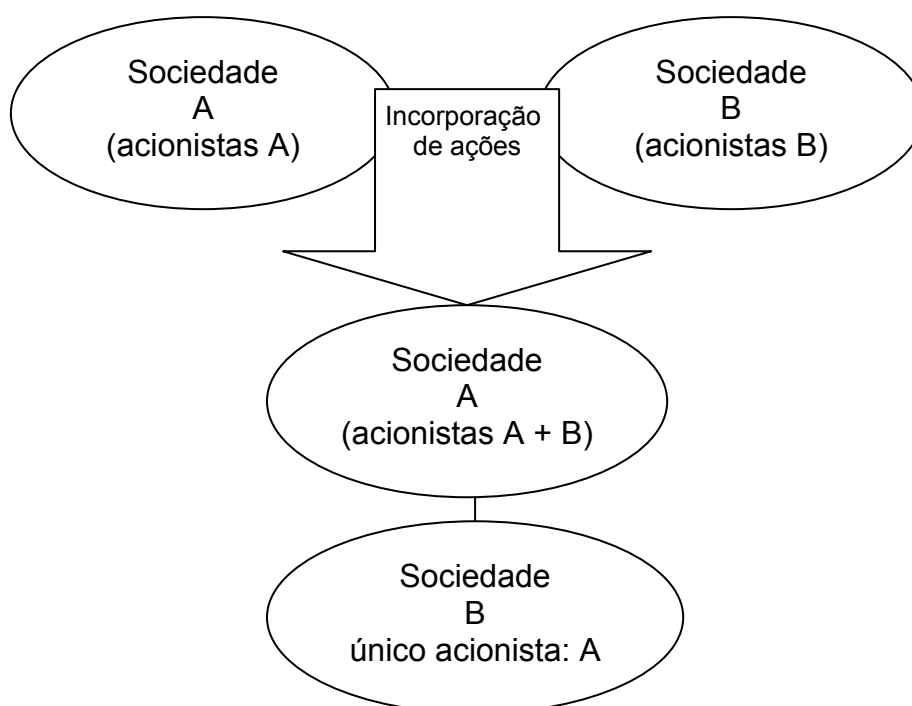 Sociedade
A
(acionistas A)
Sociedade
B
(acionistas B)
Incorporação
de ações
Sociedade
A
(acionistas A + B)
Sociedade
B
único acionista: A